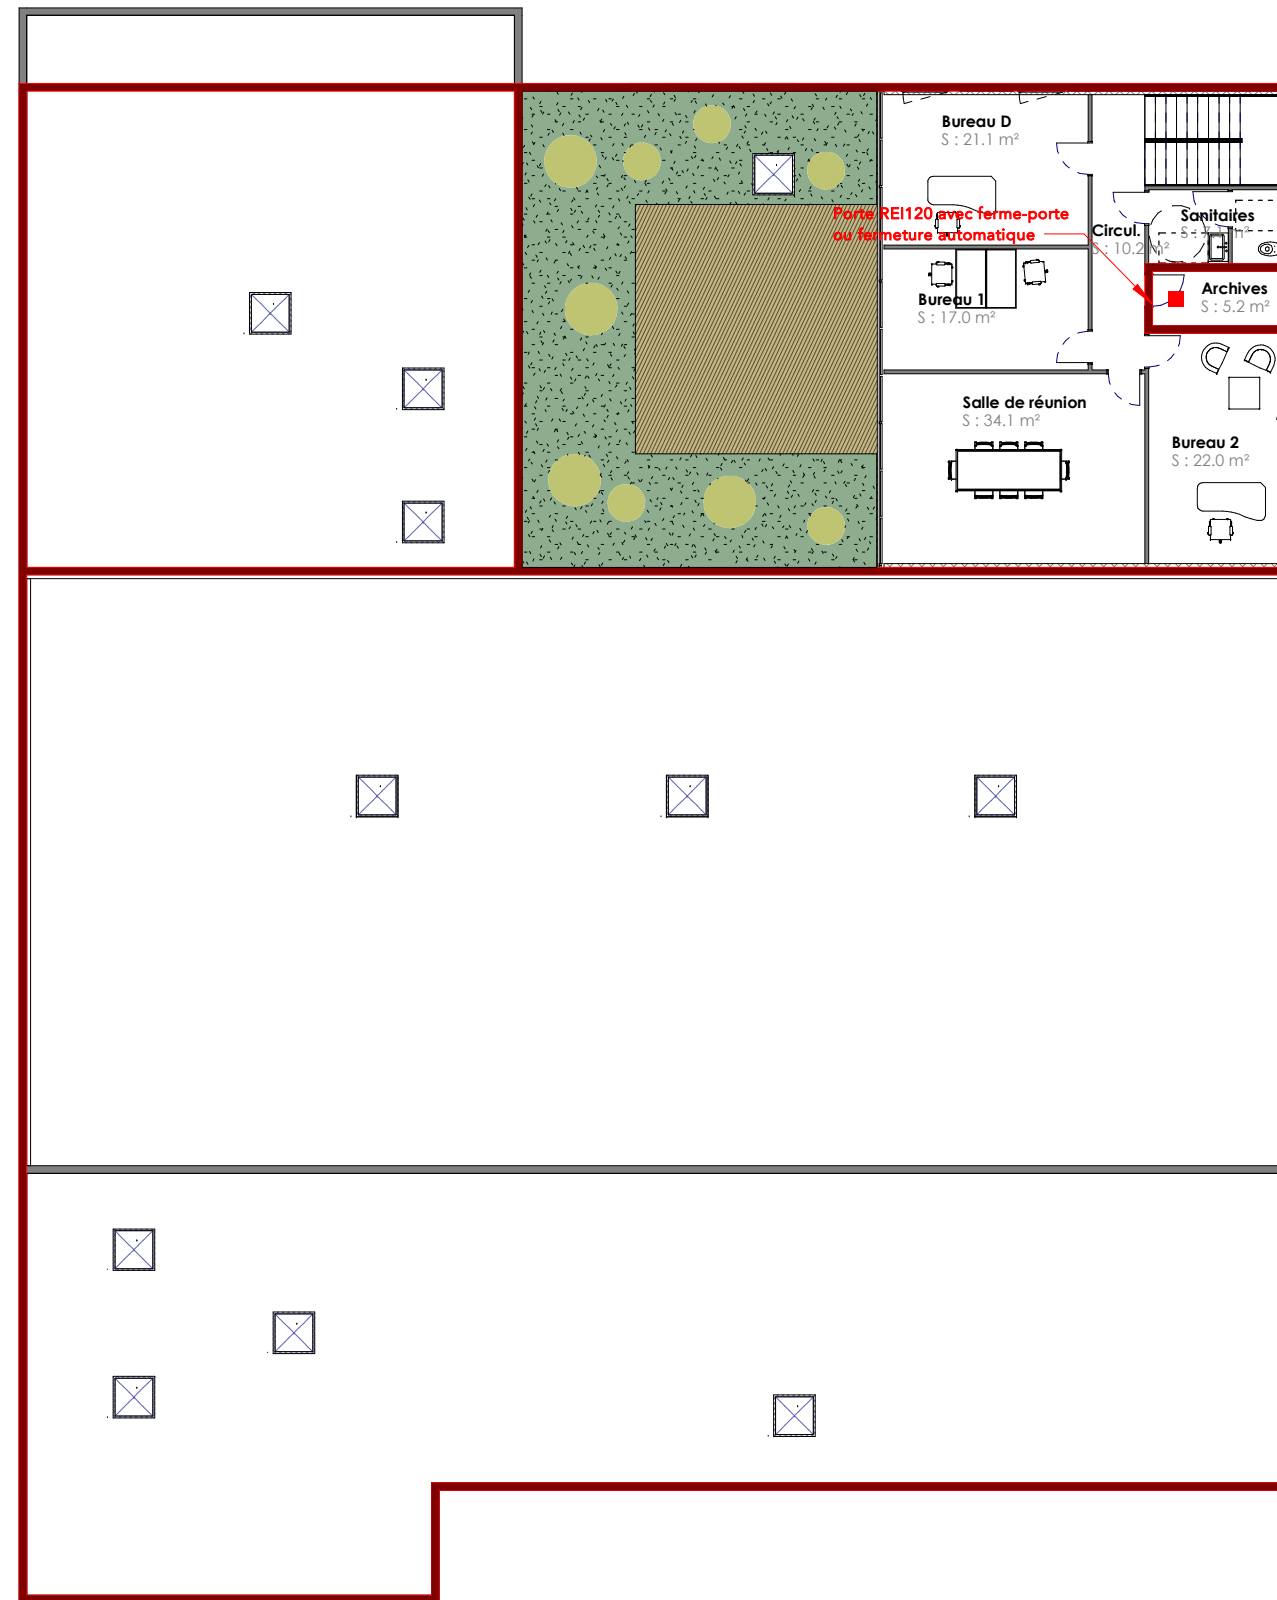 Bureau D
S : 21.1 m²
Porte REI120 avec ferme-porte
ou fermeture automatique
Circul.
S : 10.2 m²
Sanitaires
S : m²
Archives
S : 5.2 m²
Bureau 1
S : 17.0 m²
Salle de réunion
S : 34.1 m²
Bureau 2
S : 22.0 m²